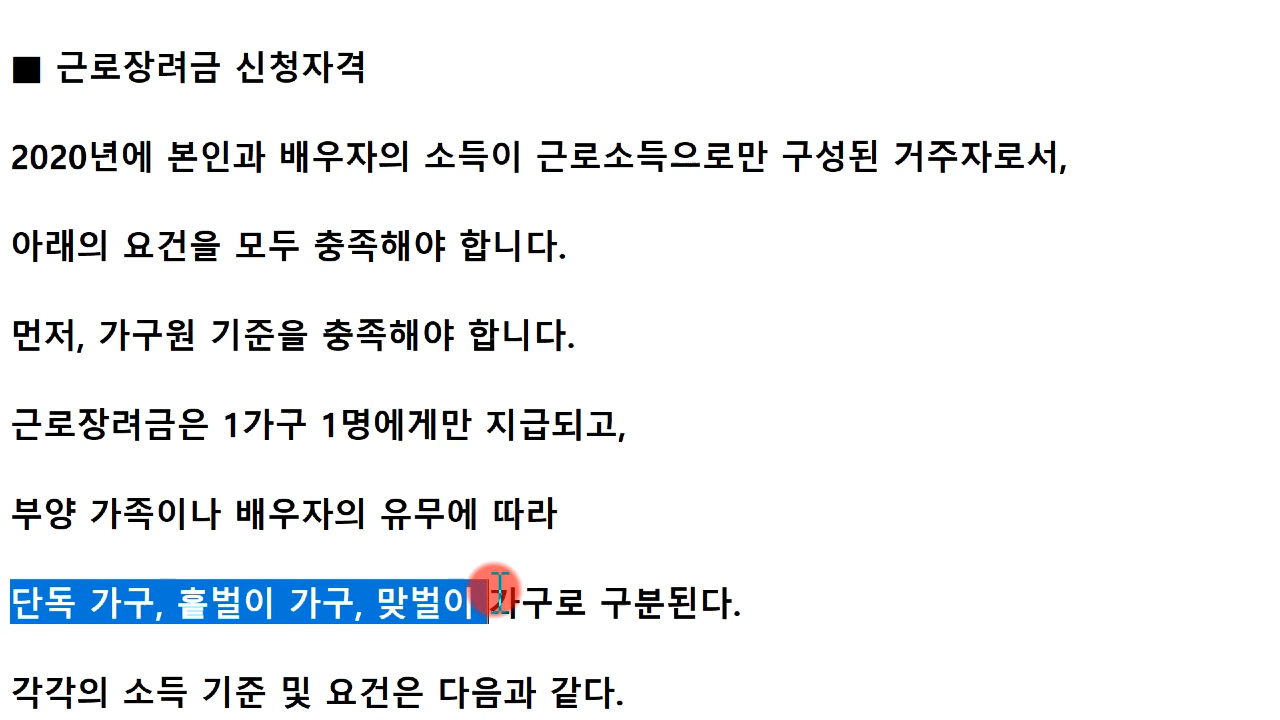 ■ 근로장려금 신청자격
2020년에 본인과 배우자의 소득이 근로소득으로만 구성된 거주자로서,
아래의 요건을 모두 충족해야 합니다.
먼저, 가구원 기준을 충족해야 합니다.
근로장려금은 1가구 1명에게만 지급되고,
부양 가족이나 배우자의 유무에 따라
단독 가구, 홑벌이 가구, 맞벌이 가구로 구분된다.
각각의 소득 기준 및 요건은 다음과 같다.